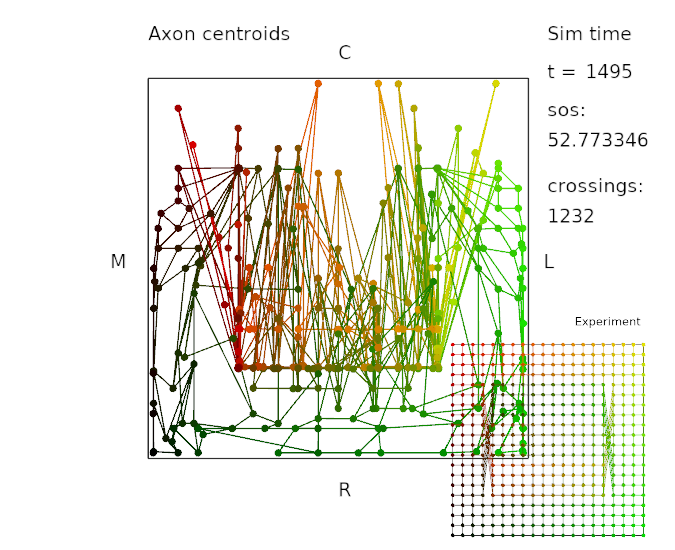 Axon centroids
C
Sim time
t = 1495
sos:
52.773346
crossings:
1232
M
L
Experiment
R